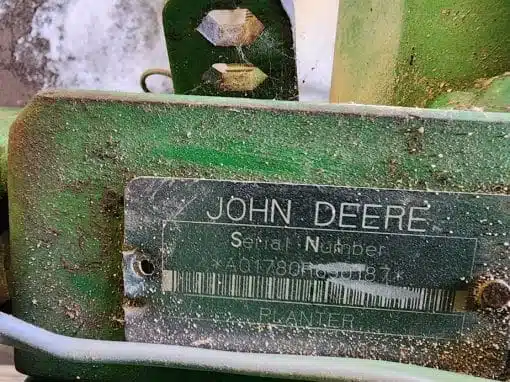 JOHN DEERE
Serial Number
PLANTER